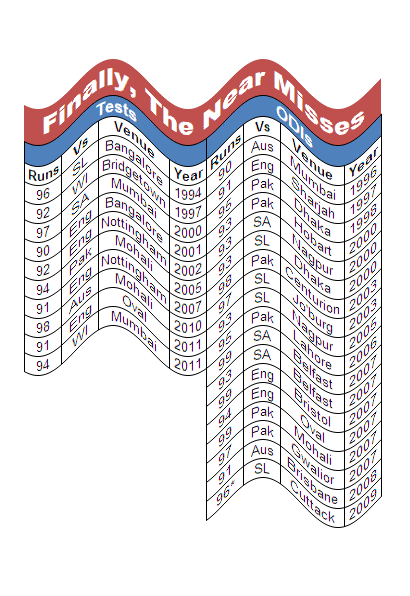 Finally, The Near Misses
Tests
Runs Vs Venue Year
96 SL Bangalore 1994
92 WI Bridgetown 1997
97 SA Mumbai 2000
90 Eng Bangalore 2001
92 Eng Nottingham 2002
94 Pak Mohali 2005
91 Eng Nottingham 2007
98 Aus Mohali 2010
91 Eng Oval 2011
94 WI Mumbai 2011
ODIs
Runs Vs Venue Year
90 Aus Mumbai 1996
91 Eng Sharjah 1997
95 Pak Dhaka 1998
93 Pak Hobart 2000
93 SA Nagpur 2000
93 SL Dhaka 2000
98 Pak Centurion 2003
97 SL Jo'burg 2003
93 SL Nagpur 2005
95 Pak Lahore 2006
99 SA Belfast 2007
93 SA Belfast 2007
99 Eng Bristol 2007
94 Eng Oval 2007
99 Pak Mohali 2007
97 Pak Gwalior 2007
91 Aus Brisbane 2008
96* SL Cuttack 2009